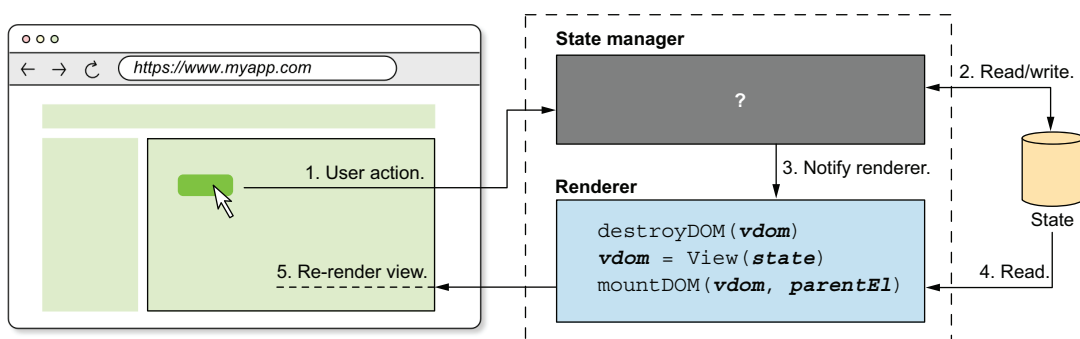 https://www.myapp.com
State manager
?
1. User action.
2. Read/write.
State
3. Notify renderer.
Renderer
destroyDOM(vdom)
vdom = View(state)
mountDOM(vdom, parentEl)
4. Read.
5. Re-render view.